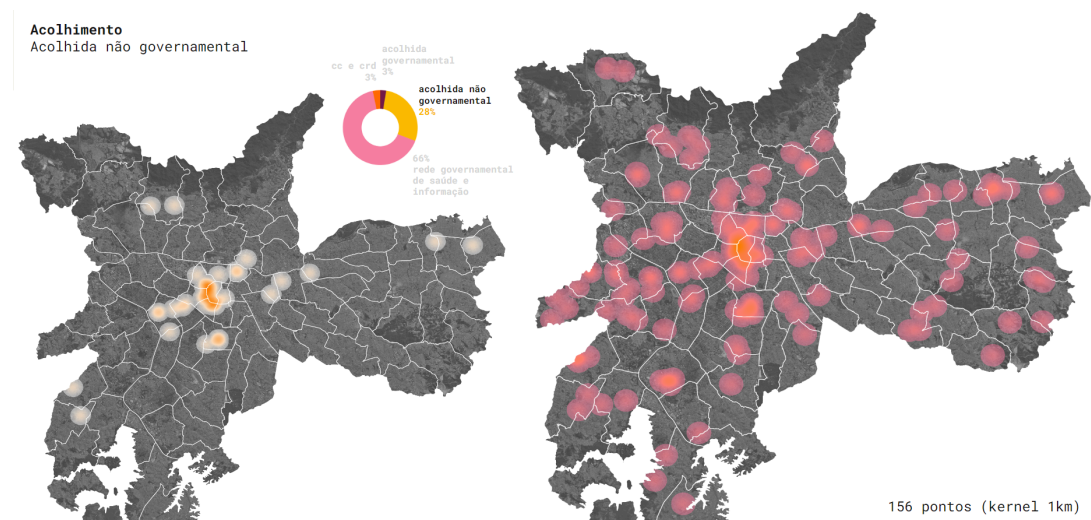 Acolhimento
Acolhida não governamental
acolhida
governamental
3%
cc e crd
3%
acolhida não
governamental
28%
66%
rede governamental
de saúde e
informação
156 pontos (kernel 1km)